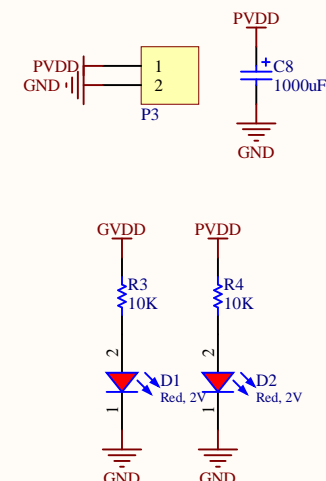 PVDD
PVDD 1
GND 2
P3
C8
1000uF
GND
GVDD PVDD
R3 R4
10K 10K
2 2
D1 D2
Red, 2V Red, 2V
1 1
GND GND